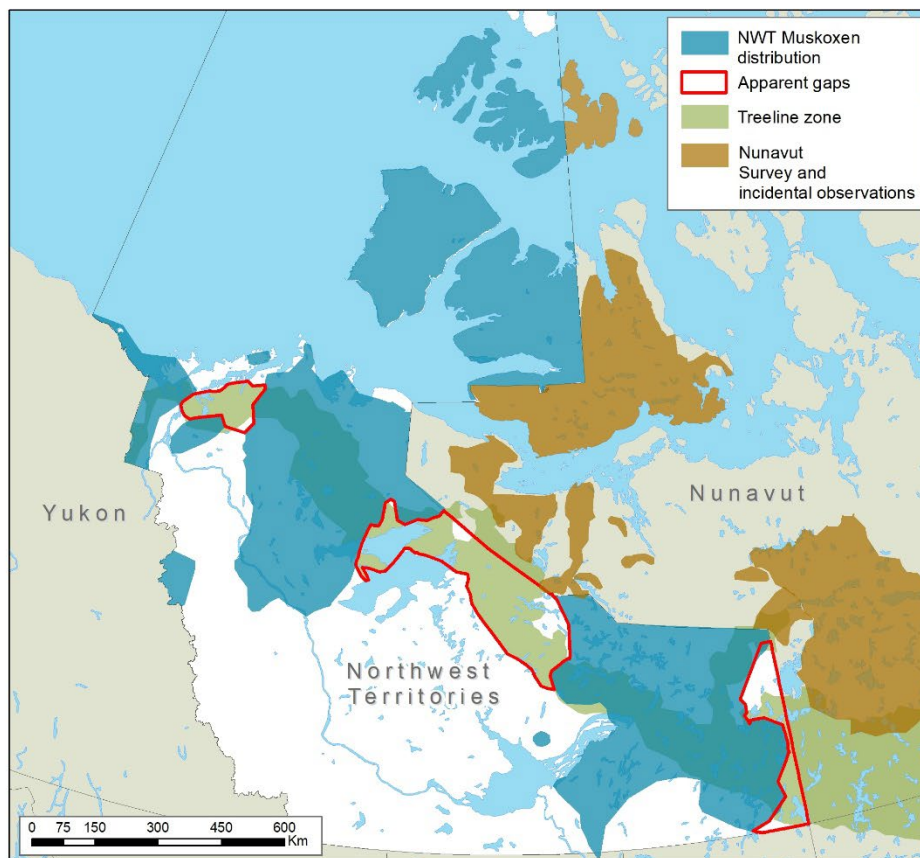 NWT Muskoxen
distribution
Apparent gaps
Treeline zone
Nunavut
Survey and
incidental observations
Yukon
Nunavut
Northwest
Territories
0 75 150 300 450 600
Km